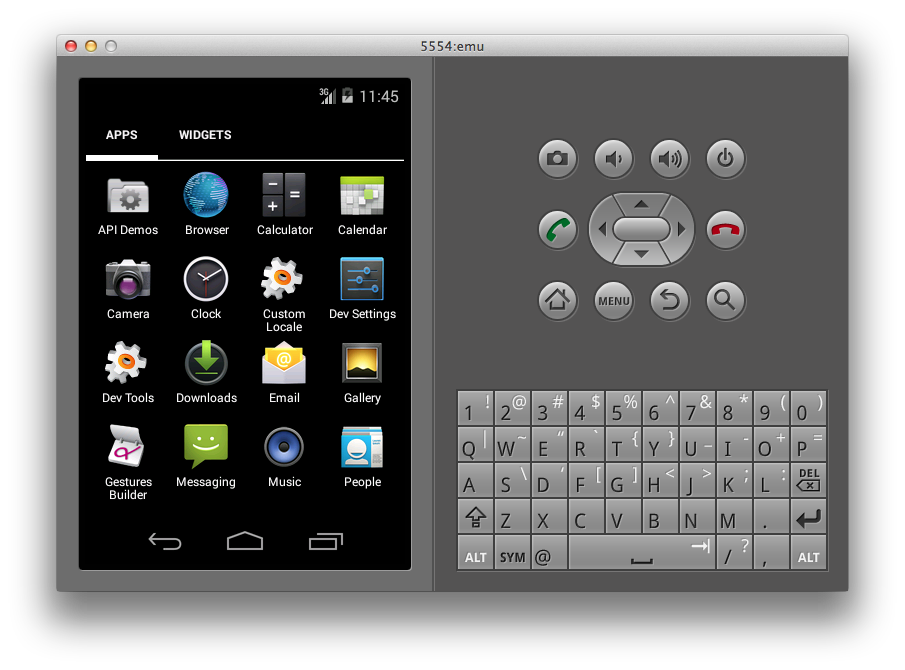 5554:emu
3G 11:45
APPS WIDGETS
API Demos Browser Calculator Calendar
Camera Clock Custom Locale Dev Settings
Dev Tools Downloads Email Gallery
Gestures Builder Messaging Music People
MENU
1 ! 2 @ 3 # 4 $ 5 % 6 ^ 7 & 8 * 9 ( 0 )
Q | W ~ E “ R ` T { Y } U _ I - O + P =
A S \ D ‘ F [ G ] H < J > K ; L : DEL
Z X C V B N M .
ALT SYM @ / ? , ALT